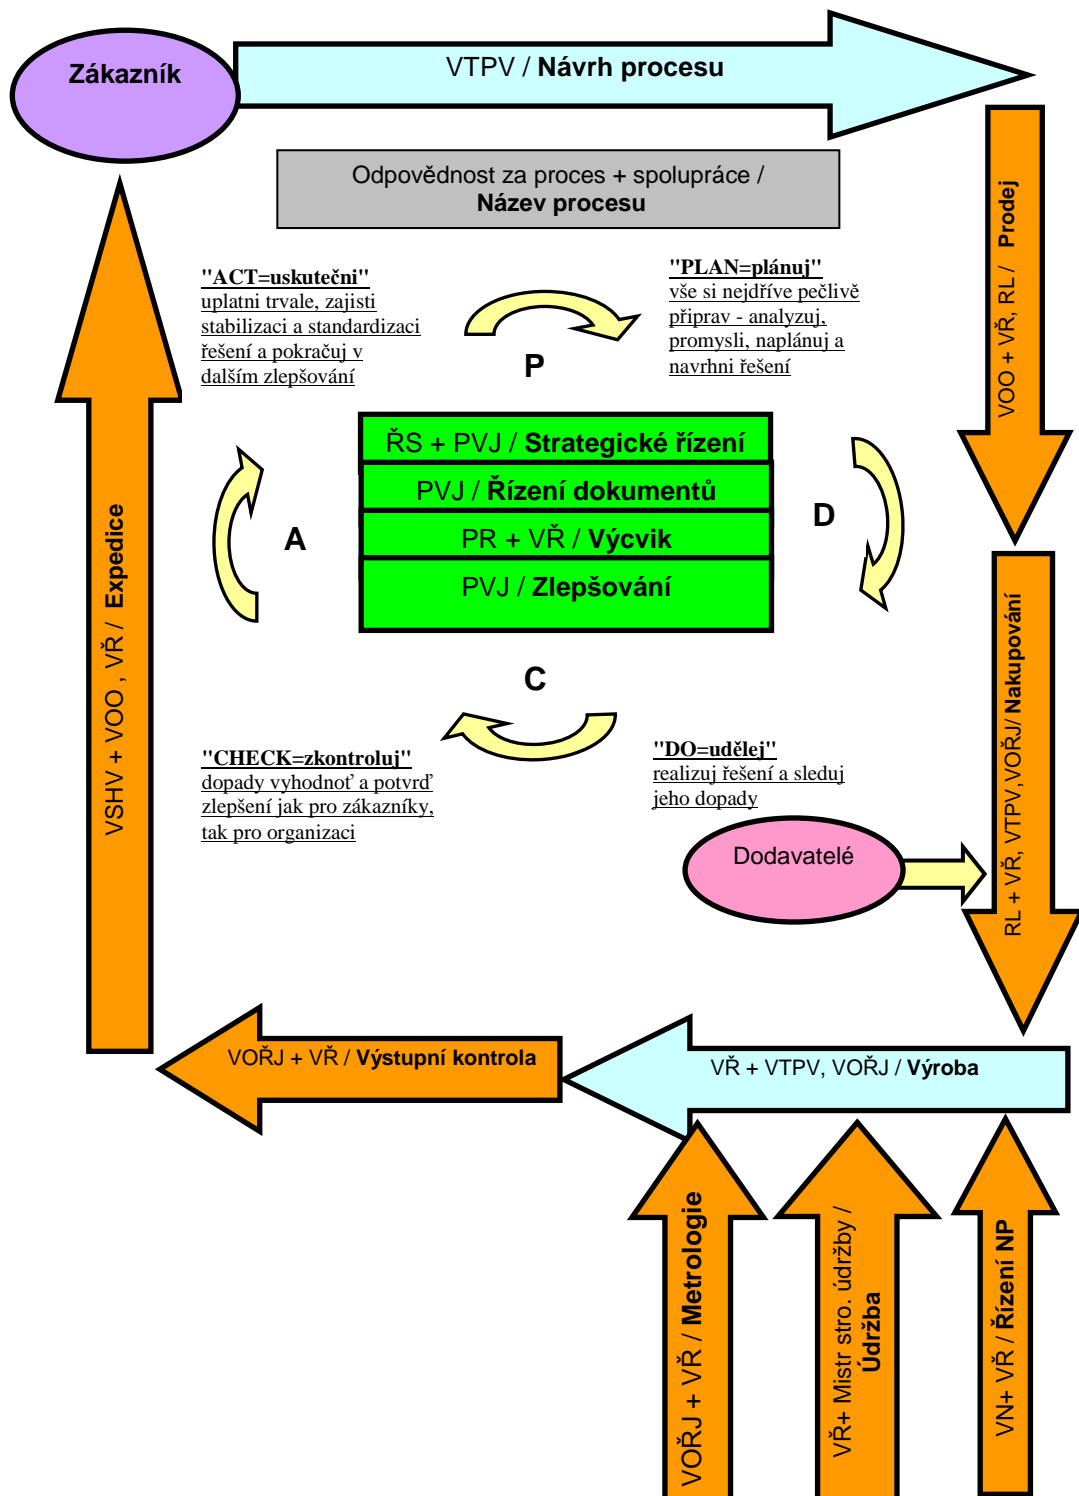 Zákazník
VTPV / Návrh procesu
Odpovědnost za proces + spolupráce /
Název procesu
VOO + VŘ, RL /  Prodej
"ACT=uskutečni"
uplatni trvale, zajisti
stabilizaci a standardizaci
řešení a pokračuj v
dalším zlepšování
"PLAN=plánuj"
vše si nejdříve pečlivě
připrav - analyzuj,
promysli, naplánuj a
navrhni řešení
P
ŘS + PVJ / Strategické řízení
PVJ / Řízení dokumentů
PR + VŘ / Výcvik
PVJ / Zlepšování
A
D
C
VSHV + VOO , VŘ /  Expedice
RL + VŘ, VTPV,VOŘJ/ Nakupování
"CHECK=zkontroluj"
dopady vyhodnoť a potvrď
zlepšení jak pro zákazníky,
tak pro organizaci
"DO=udělej"
realizuj řešení a sleduj
jeho dopady
Dodavatelé
VOŘJ + VŘ / Výstupní kontrola
VŘ + VTPV, VOŘJ / Výroba
VOŘJ + VŘ / Metrologie
VŘ+ Mistr stro. údržby /
Údržba
VN+ VŘ / Řízení NP